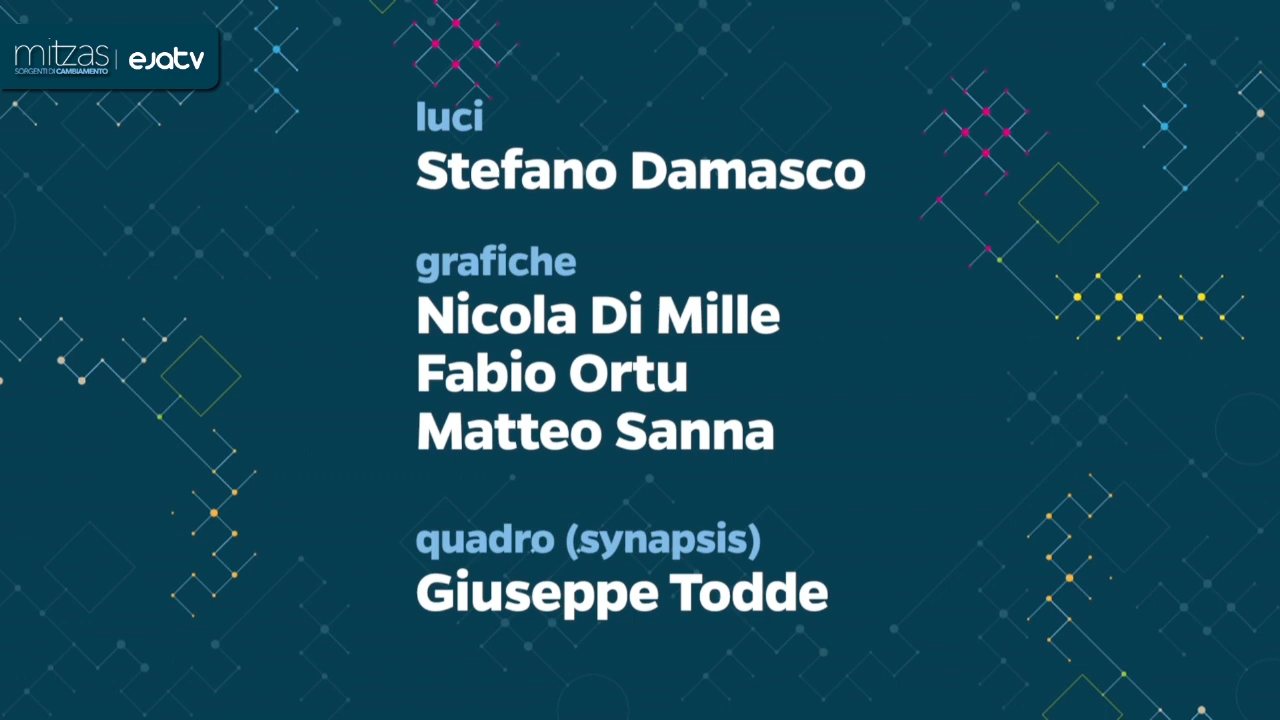 mitzas | ejatv
SORGENTI DI CAMBIAMENTO
luci
Stefano Damasco
grafiche
Nicola Di Mille
Fabio Ortu
Matteo Sanna
quadro (synapsis)
Giuseppe Todde